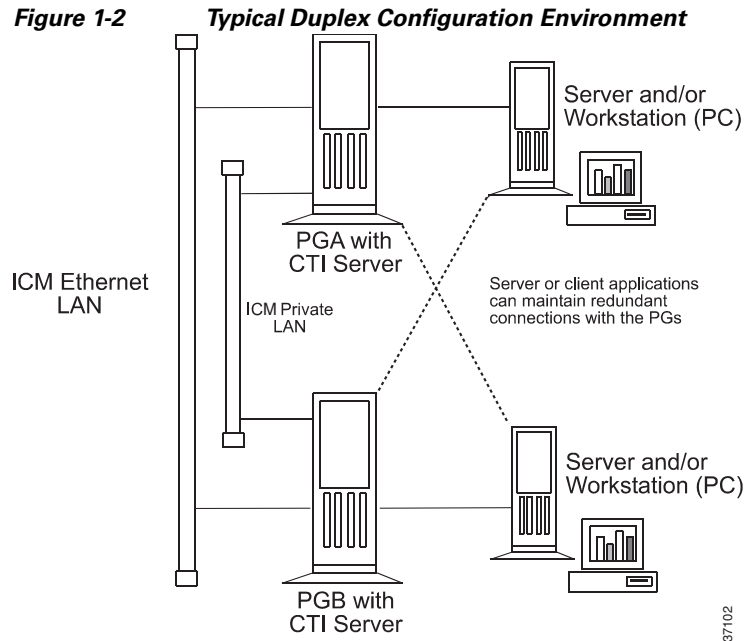 Figure 1-2 Typical Duplex Configuration Environment
Server and/or
Workstation (PC)
PGA with
CTI Server
ICM Ethernet
LAN
ICM Private
LAN
Server or client applications
can maintain redundant
connections with the PGs
Server and/or
Workstation (PC)
PGB with
CTI Server
37102